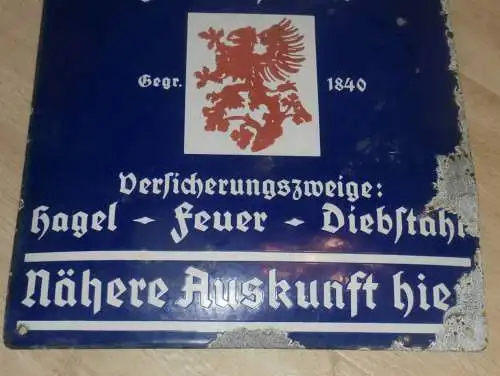 Gegr. 1840
Versicherungszweige:
Hagel - Feuer - Diebstahl
Nähere Auskunft hier